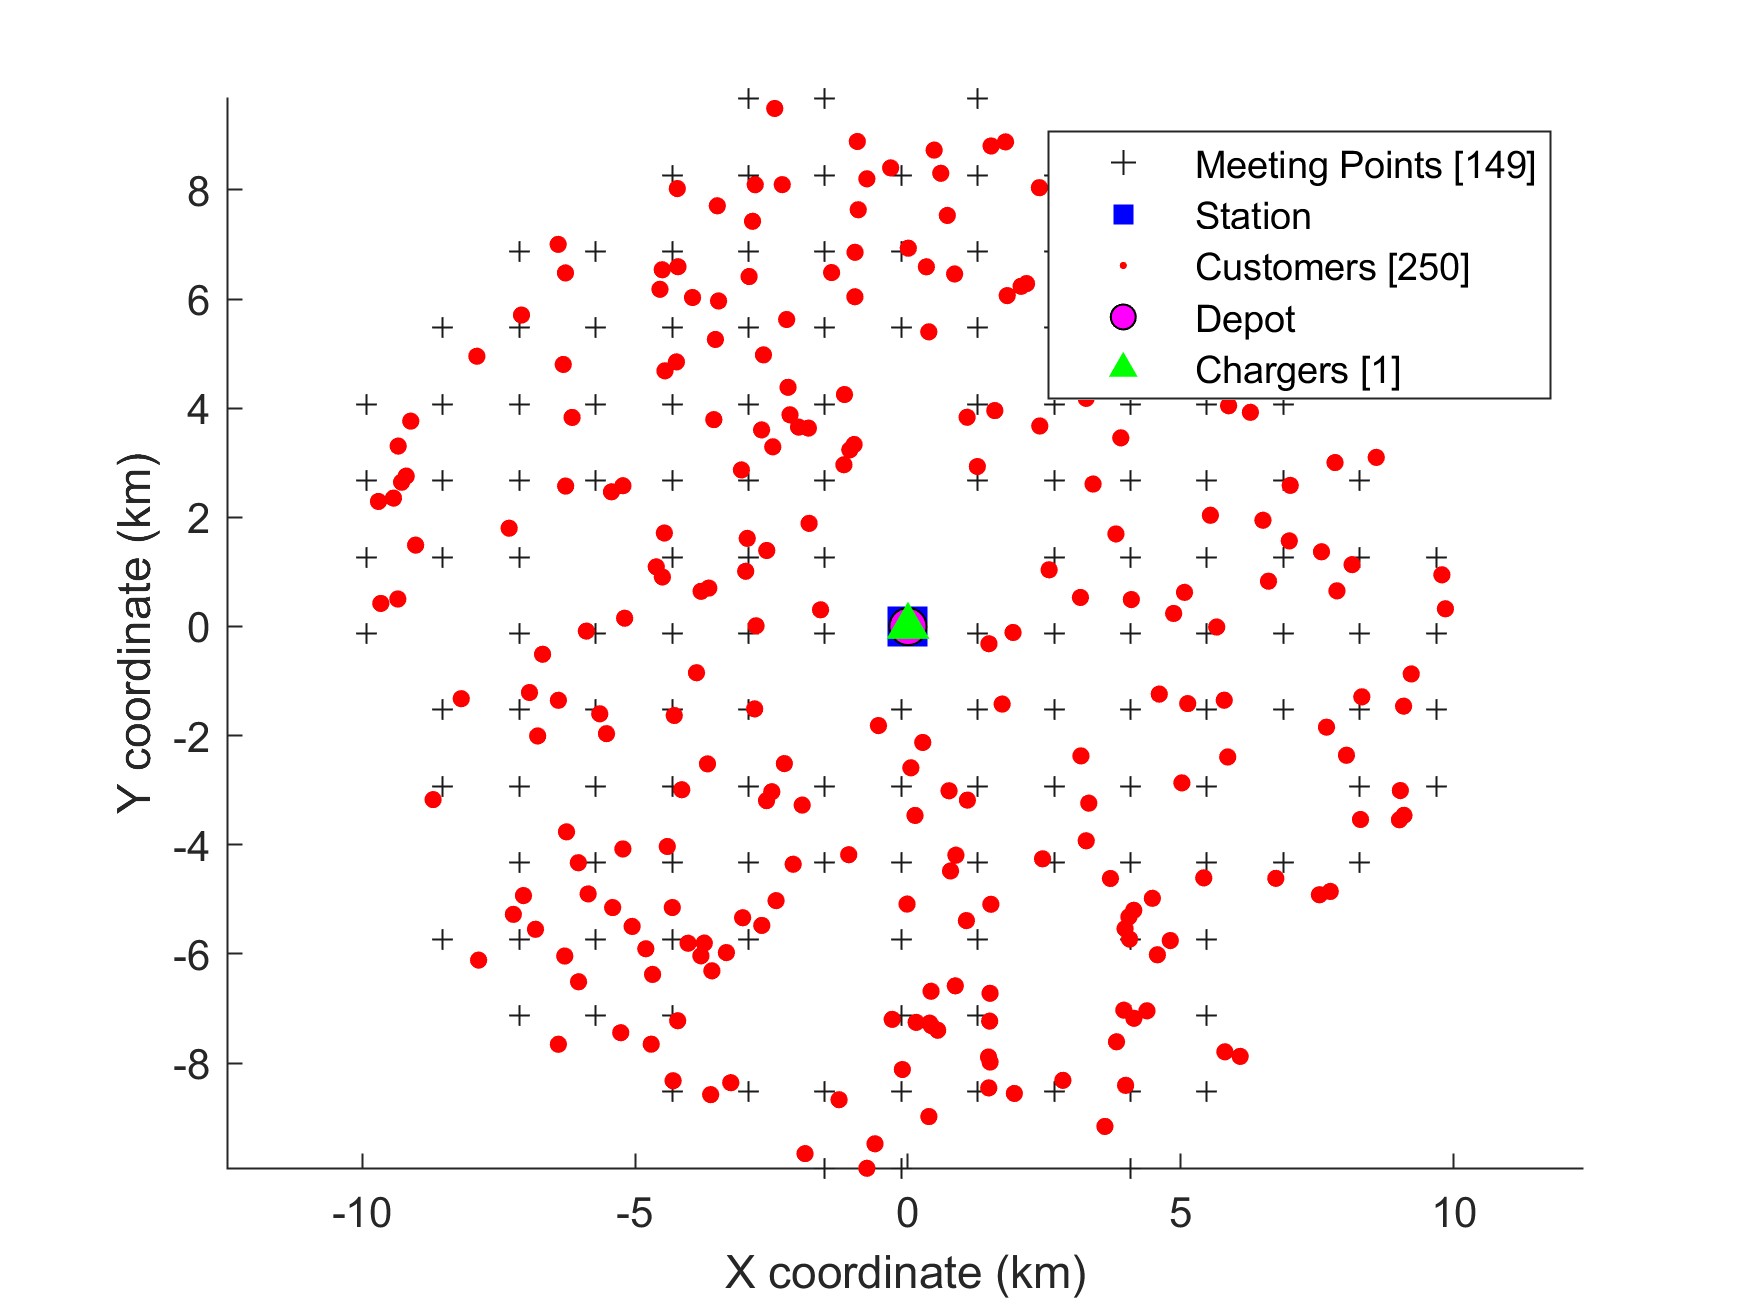 Meeting Points [149]
Station
Customers [250]
Depot
Chargers [1]
8
6
4
2
0
-2
-4
-6
-8
Y coordinate (km)
-10 -5 0 5 10
X coordinate (km)